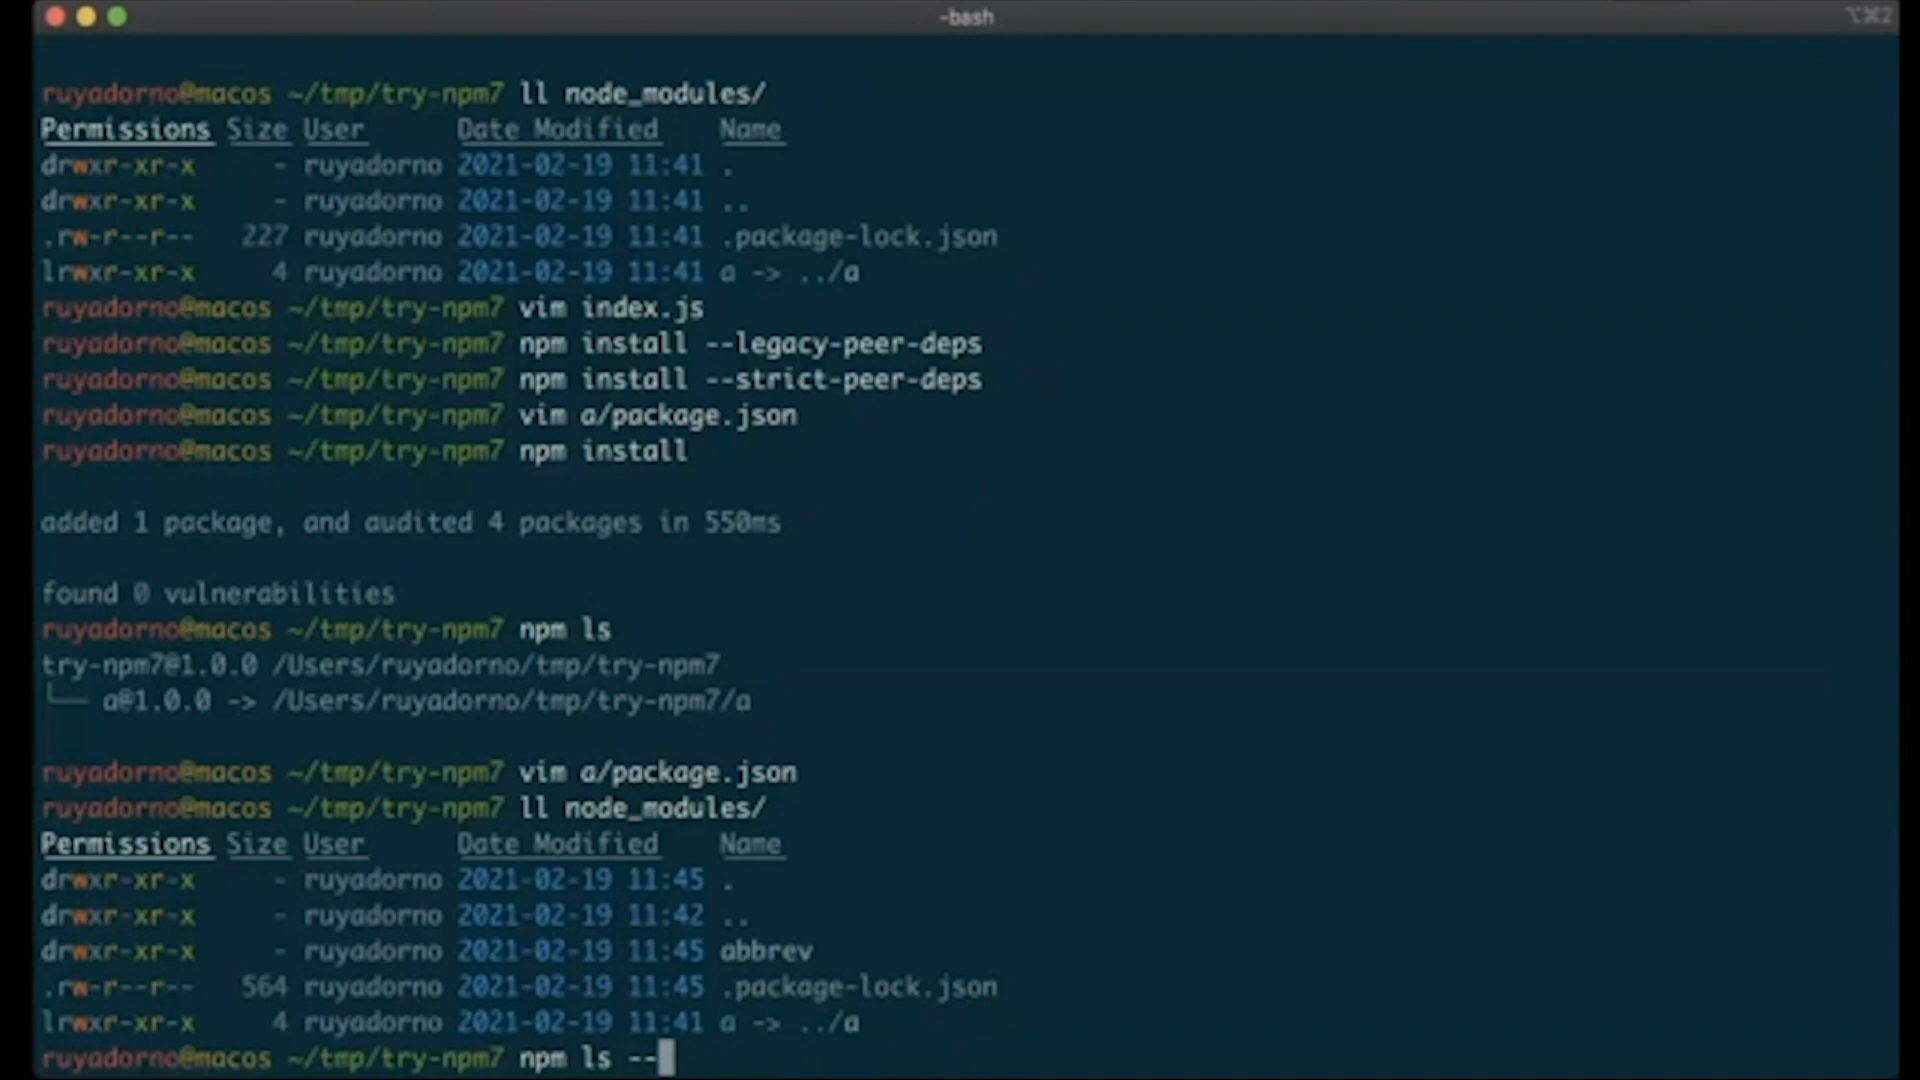 -bash
⌥⌘2
ruyadorno@macos ~/tmp/try-npm7 ll node_modules/
Permissions Size User Date Modified Name
drwxr-xr-x - ruyadorno 2021-02-19 11:41 .
drwxr-xr-x - ruyadorno 2021-02-19 11:41 ..
.rw-r--r-- 227 ruyadorno 2021-02-19 11:41 .package-lock.json
lrwxr-xr-x 4 ruyadorno 2021-02-19 11:41 a -> ../a
ruyadorno@macos ~/tmp/try-npm7 vim index.js
ruyadorno@macos ~/tmp/try-npm7 npm install --legacy-peer-deps
ruyadorno@macos ~/tmp/try-npm7 npm install --strict-peer-deps
ruyadorno@macos ~/tmp/try-npm7 vim a/package.json
ruyadorno@macos ~/tmp/try-npm7 npm install
added 1 package, and audited 4 packages in 550ms
found 0 vulnerabilities
ruyadorno@macos ~/tmp/try-npm7 npm ls
try-npm7@1.0.0 /Users/ruyadorno/tmp/try-npm7
└── a@1.0.0 -> /Users/ruyadorno/tmp/try-npm7/a
ruyadorno@macos ~/tmp/try-npm7 vim a/package.json
ruyadorno@macos ~/tmp/try-npm7 ll node_modules/
Permissions Size User Date Modified Name
drwxr-xr-x - ruyadorno 2021-02-19 11:45 .
drwxr-xr-x - ruyadorno 2021-02-19 11:42 ..
drwxr-xr-x - ruyadorno 2021-02-19 11:45 abbrev
.rw-r--r-- 564 ruyadorno 2021-02-19 11:45 .package-lock.json
lrwxr-xr-x 4 ruyadorno 2021-02-19 11:41 a -> ../a
ruyadorno@macos ~/tmp/try-npm7 npm ls --